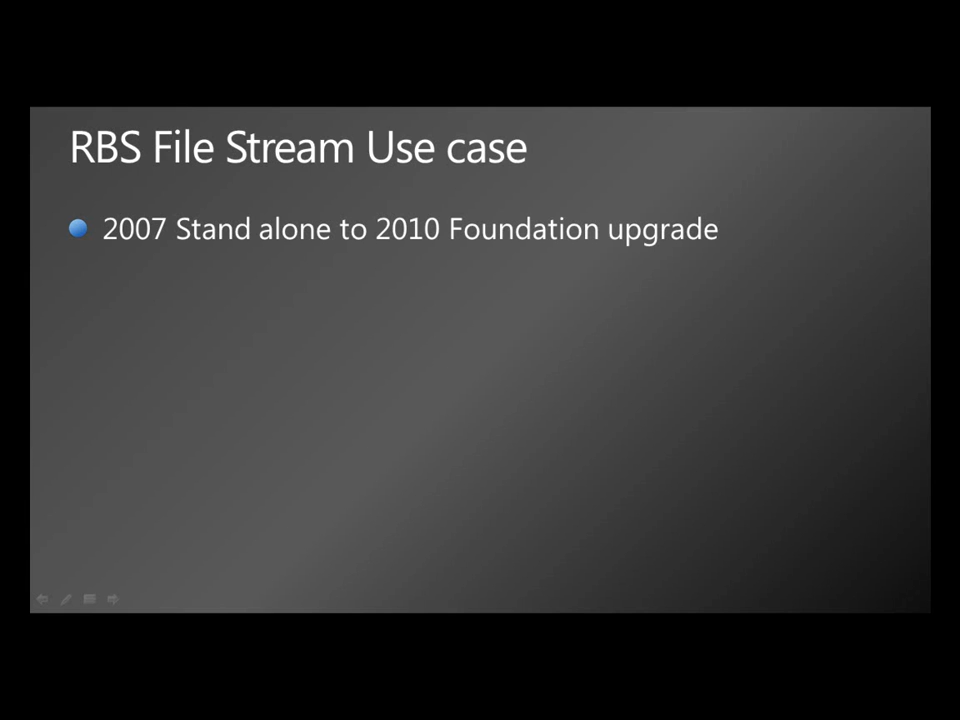 RBS File Stream Use case
2007 Stand alone to 2010 Foundation upgrade